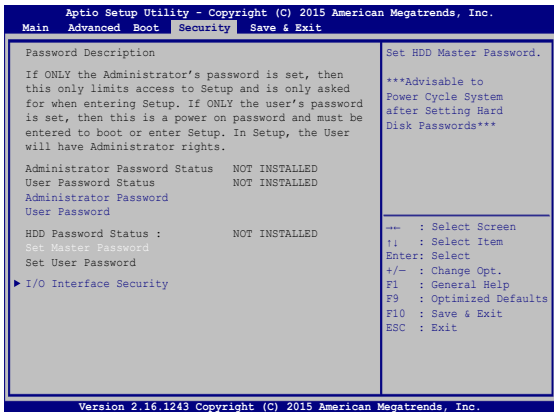 Aptio Setup Utility - Copyright (C) 2015 American Megatrends, Inc.
Main Advanced Boot Security Save & Exit
Password Description
If ONLY the Administrator's password is set, then
this only limits access to Setup and is only asked
for when entering Setup. If ONLY the user's password
is set, then this is a power on password and must be
entered to boot or enter Setup. In Setup, the User
will have Administrator rights.
Administrator Password Status NOT INSTALLED
User Password Status NOT INSTALLED
Administrator Password
User Password
HDD Password Status : NOT INSTALLED
Set Master Password
Set User Password
▶ I/O Interface Security
Set HDD Master Password.
***Advisable to
Power Cycle System
after Setting Hard
Disk Passwords***
→← : Select Screen
↑↓ : Select Item
Enter: Select
+/- : Change Opt.
F1 : General Help
F9 : Optimized Defaults
F10 : Save & Exit
ESC : Exit
Version 2.16.1243 Copyright (C) 2015 American Megatrends, Inc.